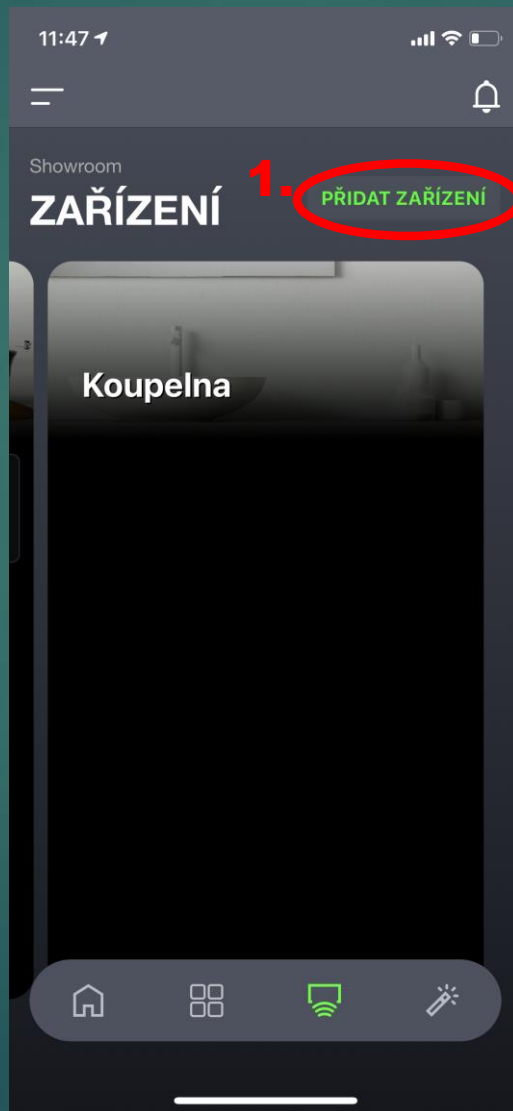 11:47
Showroom
1.
ZAŘÍZENÍ
PŘIDAT ZAŘÍZENÍ
Koupelna